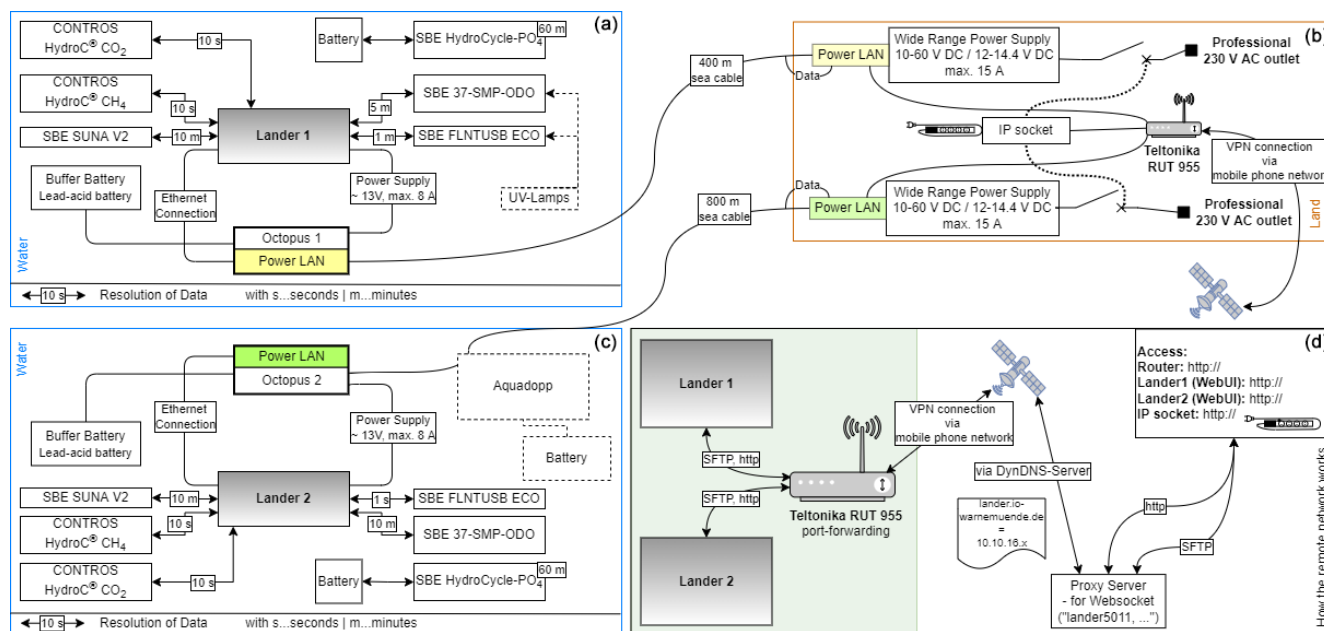 (a)
CONTROS
HydroC® CO2
10 s
Battery
SBE HydroCycle-PO4
60 m
CONTROS
HydroC® CH4
10 s
5 m
SBE 37-SMP-ODO
Lander 1
SBE SUNA V2
10 m
1 m
SBE FLNTUSB ECO
Buffer Battery
Lead-acid battery
Ethernet
Connection
Power Supply
~ 13V, max. 8 A
UV-Lamps
Octopus 1
Power LAN
Water
10 s
Resolution of Data
with s...seconds | m...minutes
400 m
sea cable
800 m
sea cable
(b)
Power LAN
Data
Wide Range Power Supply
10-60 V DC / 12-14.4 V DC
max. 15 A
Professional
230 V AC outlet
IP socket
Teltonika
RUT 955
VPN connection
via
mobile phone network
Data
Power LAN
Wide Range Power Supply
10-60 V DC / 12-14.4 V DC
max. 15 A
Professional
230 V AC outlet
Land
(c)
Water
Power LAN
Octopus 2
Aquadopp
Ethernet
Connection
Power Supply
~ 13V, max. 8 A
Buffer Battery
Lead-acid battery
Battery
Lander 2
SBE SUNA V2
10 m
1 s
SBE FLNTUSB ECO
CONTROS
HydroC® CH4
10 s
10 m
SBE 37-SMP-ODO
CONTROS
HydroC® CO2
10 s
Battery
SBE HydroCycle-PO4
60 m
10 s
Resolution of Data
with s...seconds | m...minutes
(d)
Lander 1
SFTP, http
SFTP, http
Lander 2
Teltonika RUT 955
port-forwarding
VPN connection
via
mobile phone network
via DynDNS-Server
lander.io-
warnemuende.de
=
10.10.16.x
Access:
Router: http://
Lander1 (WebUI): http://
Lander2 (WebUI): http://
IP socket: http://
http
SFTP
Proxy Server
- for Websocket
("lander5011, ...")
How the remote network works